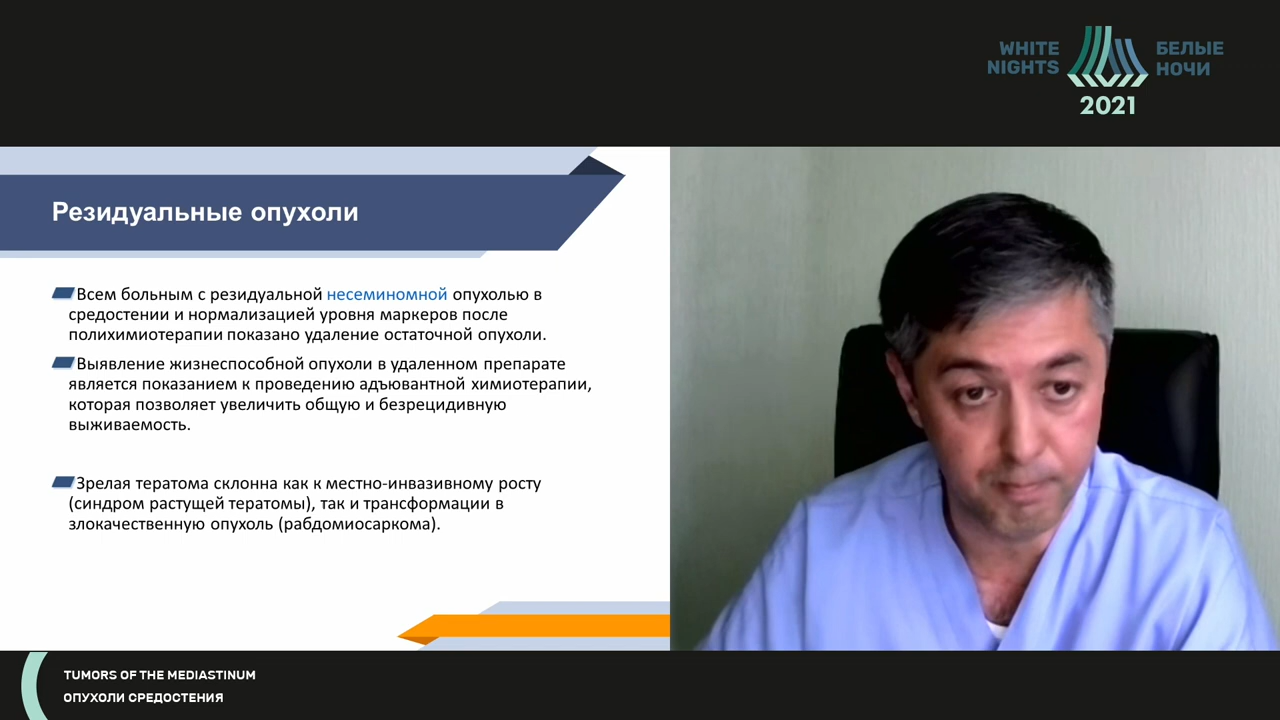 WHITE
NIGHTS
БЕЛЫЕ
НОЧИ
2021
Резидуальные опухоли
Всем больным с резидуальной несеминомной опухолью в
средостении и нормализацией уровня маркеров после
полихимиотерапии показано удаление остаточной опухоли.
Выявление жизнеспособной опухоли в удаленном препарате
является показанием к проведению адъювантной химиотерапии,
которая позволяет увеличить общую и безрецидивную
выживаемость.
Зрелая тератома склонна как к местно-инвазивному росту
(синдром растущей тератомы), так и трансформации в
злокачественную опухоль (рабдомиосаркома).
TUMORS OF THE MEDIASTINUM
ОПУХОЛИ СРЕДОСТЕНИЯ